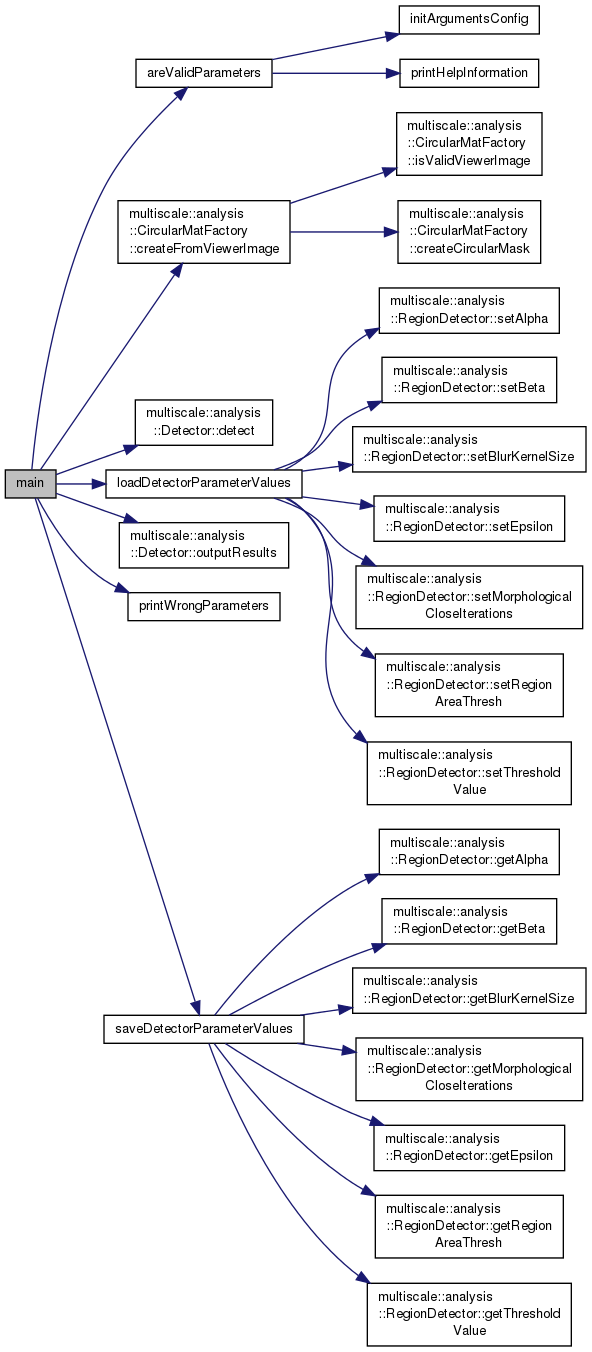 initArgumentsConfig
areValidParameters
printHelpInformation
multiscale::analysis
::CircularMatFactory
::isValidViewerImage
multiscale::analysis
::CircularMatFactory
::createFromViewerImage
multiscale::analysis
::CircularMatFactory
::createCircularMask
multiscale::analysis
::RegionDetector::setAlpha
multiscale::analysis
::RegionDetector::setBeta
multiscale::analysis
::Detector::detect
multiscale::analysis
::RegionDetector::setBlurKernelSize
main
loadDetectorParameterValues
multiscale::analysis
::RegionDetector::setEpsilon
multiscale::analysis
::Detector::outputResults
multiscale::analysis
::RegionDetector::setMorphological
CloseIterations
printWrongParameters
multiscale::analysis
::RegionDetector::setRegion
AreaThresh
multiscale::analysis
::RegionDetector::setThreshold
Value
multiscale::analysis
::RegionDetector::getAlpha
multiscale::analysis
::RegionDetector::getBeta
multiscale::analysis
::RegionDetector::getBlurKernelSize
saveDetectorParameterValues
multiscale::analysis
::RegionDetector::getMorphological
CloseIterations
multiscale::analysis
::RegionDetector::getEpsilon
multiscale::analysis
::RegionDetector::getRegion
AreaThresh
multiscale::analysis
::RegionDetector::getThreshold
Value